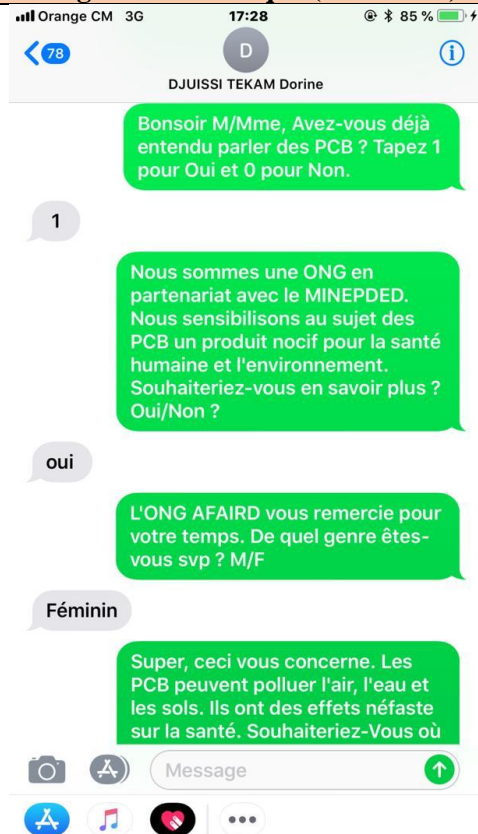 Orange CM 3G 17:28 85 %
78
D
DJUISSI TEKAM Dorine
Bonsoir M/Mme, Avez-vous déjà
entendu parler des PCB ? Tapez 1
pour Oui et 0 pour Non.
1
Nous sommes une ONG en
partenariat avec le MINEPDED.
Nous sensibilisons au sujet des
PCB un produit nocif pour la santé
humaine et l'environnement.
Souhaiteriez-vous en savoir plus ?
Oui/Non ?
oui
L'ONG AFAIRD vous remercie pour
votre temps. De quel genre êtes-
vous svp ? M/F
Féminin
Super, ceci vous concerne. Les
PCB peuvent polluer l'air, l'eau et
les sols. Ils ont des effets néfaste
sur la santé. Souhaiteriez-Vous où
Message